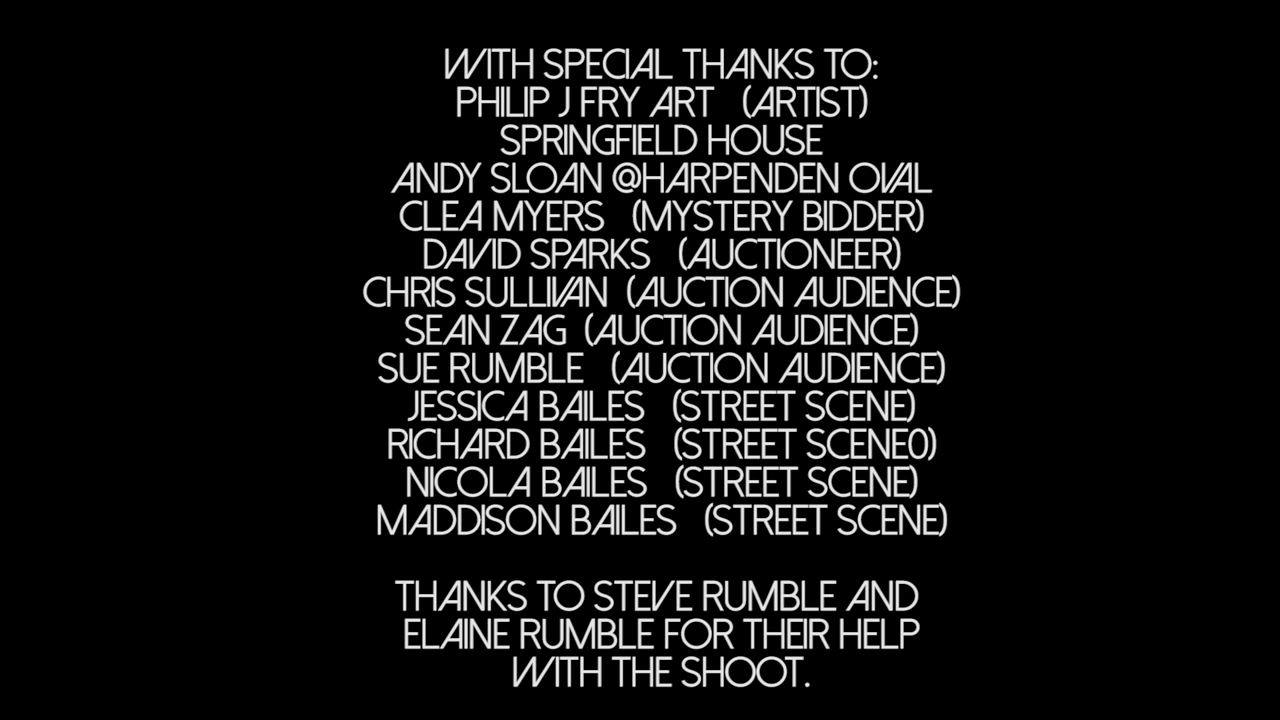 WITH SPECIAL THANKS TO:
PHILIP J FRY ART (ARTIST)
SPRINGFIELD HOUSE
ANDY SLOAN @HARPENDEN OVAL
CLEA MYERS (MYSTERY BIDDER)
DAVID SPARKS (AUCTIONEER)
CHRIS SULLIVAN (AUCTION AUDIENCE)
SEAN ZAG (AUCTION AUDIENCE)
SUE RUMBLE (AUCTION AUDIENCE)
JESSICA BAILES (STREET SCENE)
RICHARD BAILES (STREET SCENE0)
NICOLA BAILES (STREET SCENE)
MADDISON BAILES (STREET SCENE)
THANKS TO STEVE RUMBLE AND
ELAINE RUMBLE FOR THEIR HELP
WITH THE SHOOT.